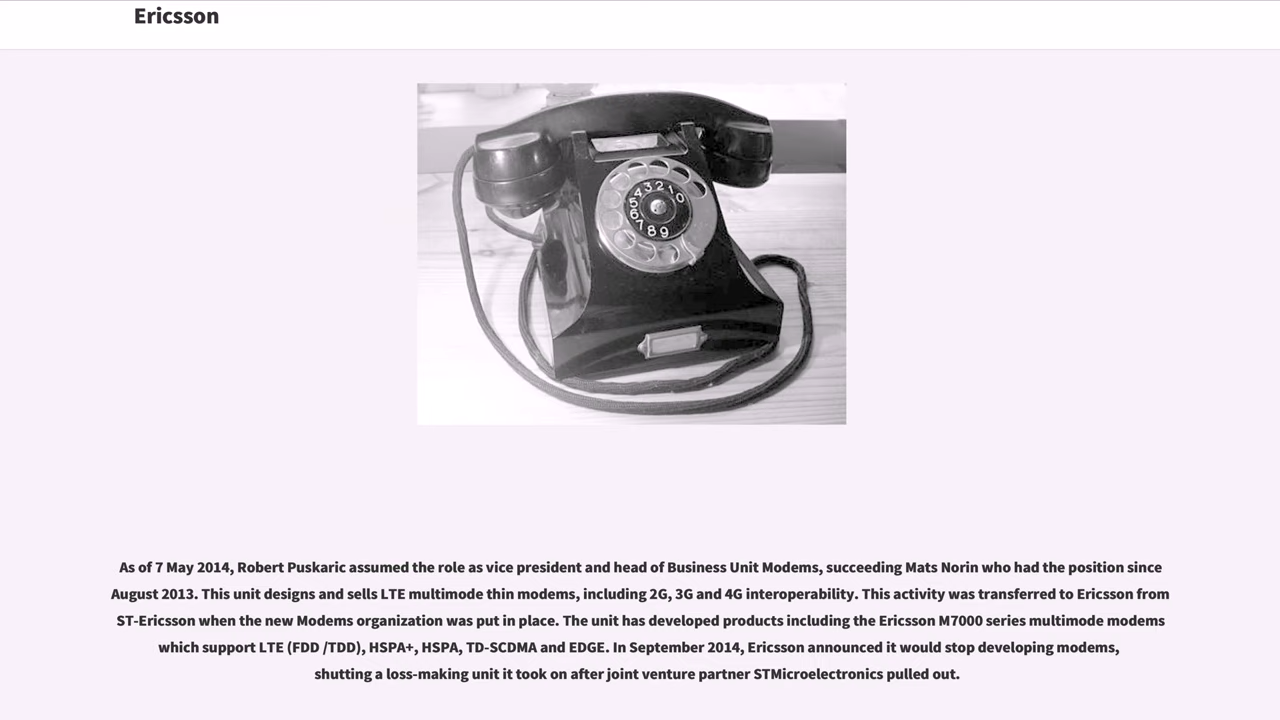 Ericsson
4 3 2 1 0
5
6
7 8 9
As of 7 May 2014, Robert Puskaric assumed the role as vice president and head of Business Unit Modems, succeeding Mats Norin who had the position since
August 2013. This unit designs and sells LTE multimode thin modems, including 2G, 3G and 4G interoperability. This activity was transferred to Ericsson from
ST-Ericsson when the new Modems organization was put in place. The unit has developed products including the Ericsson M7000 series multimode modems
which support LTE (FDD /TDD), HSPA+, HSPA, TD-SCDMA and EDGE. In September 2014, Ericsson announced it would stop developing modems,
shutting a loss-making unit it took on after joint venture partner STMicroelectronics pulled out.